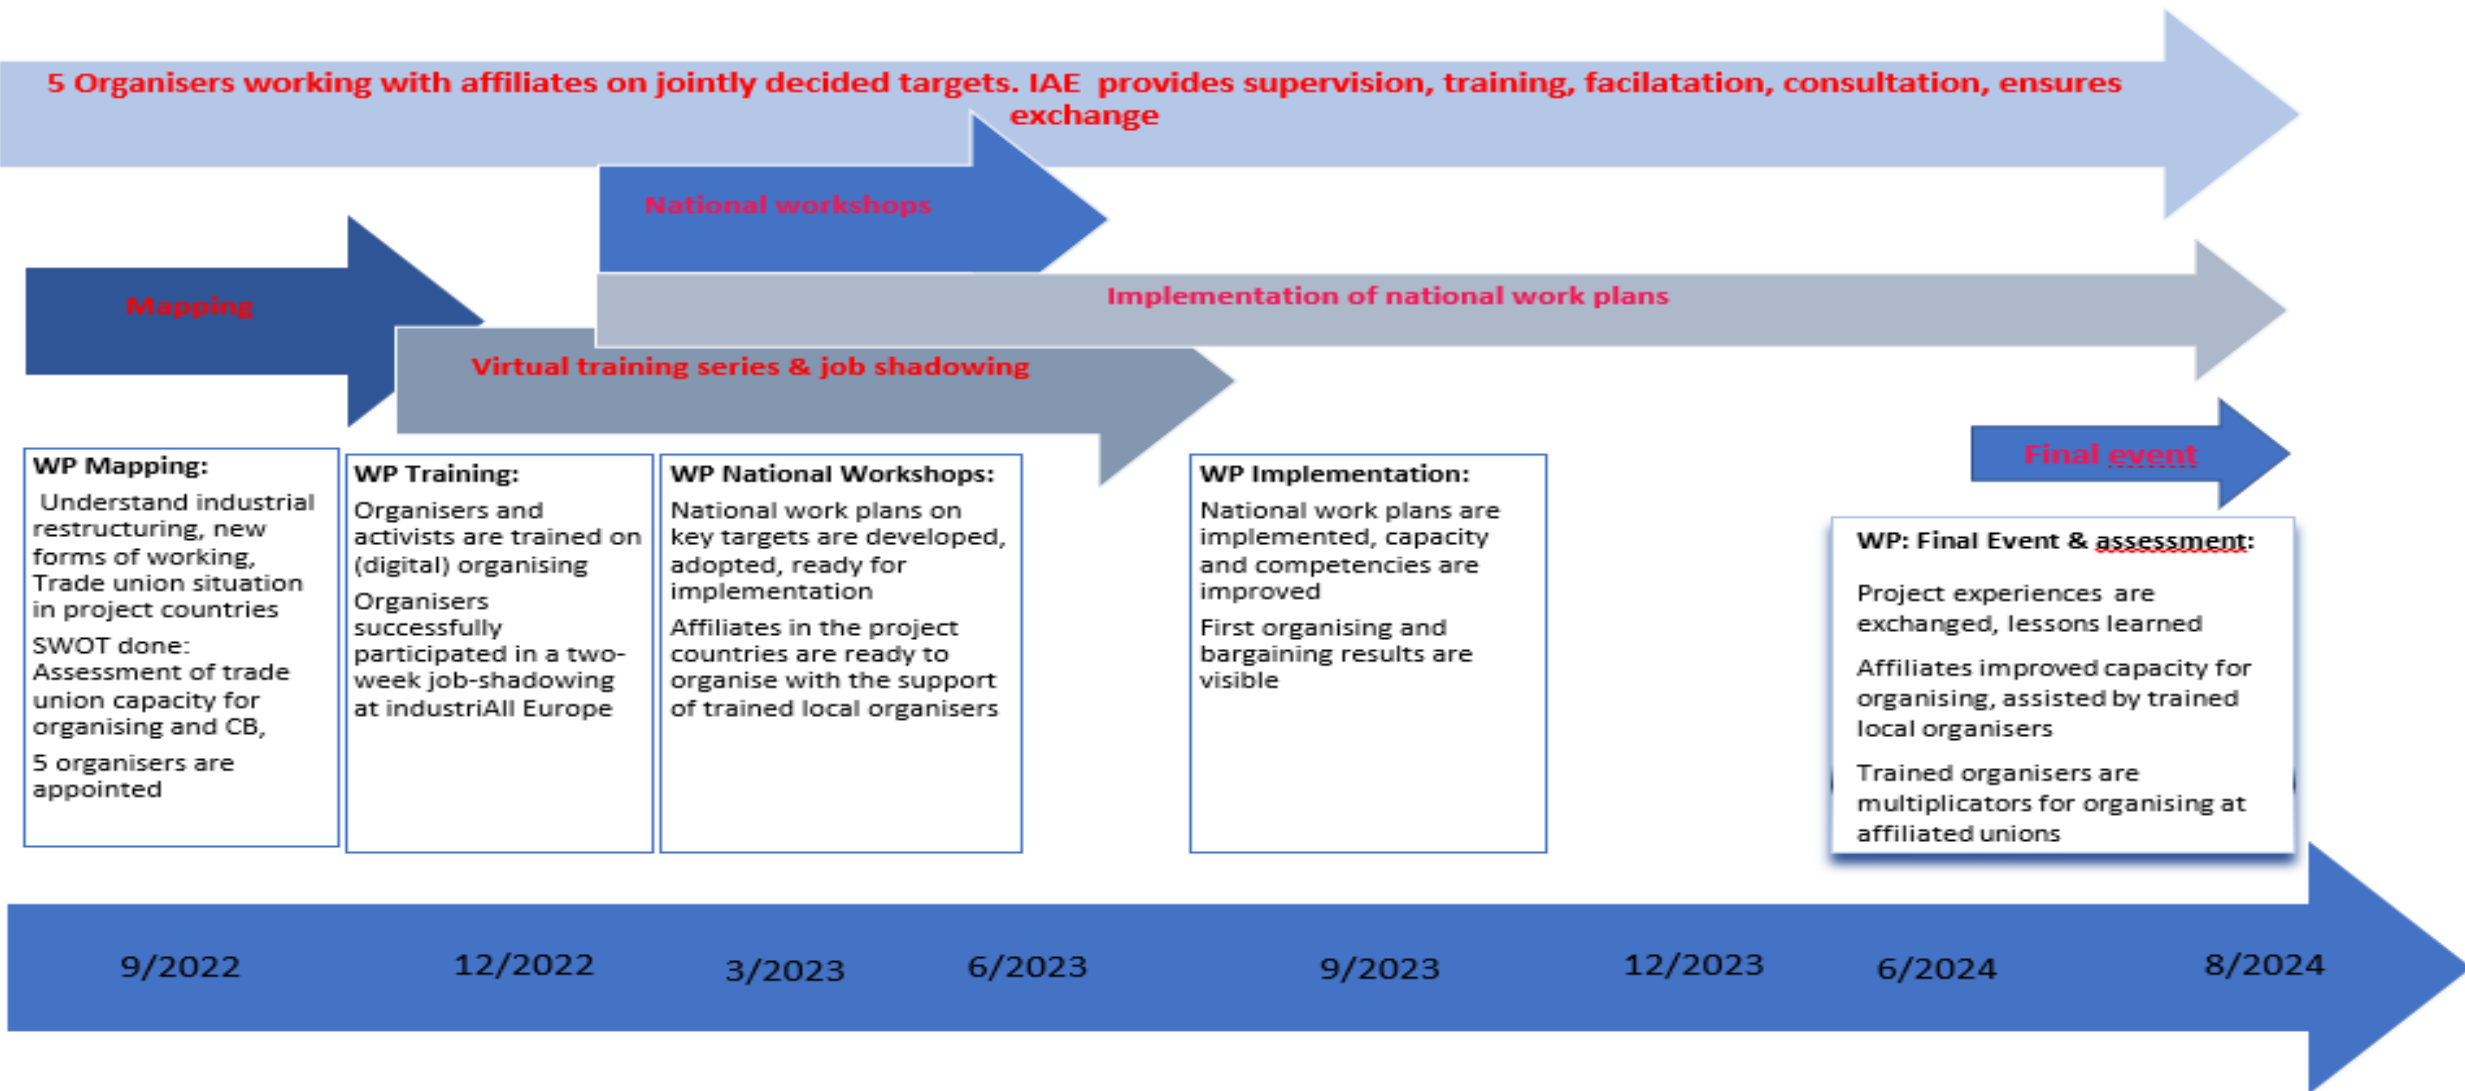 5 Organisers working with affiliates on jointly decided targets. IAE  provides supervision, training, facilatation, consultation, ensures
exchange
National workshops
Mapping
Implementation of national work plans
Virtual training series & job shadowing
Final event
WP Mapping:
Understand industrial
restructuring, new
forms of working,
Trade union situation
in project countries
SWOT done:
Assessment of trade
union capacity for
organising and CB,
5 organisers are
appointed
WP Training:
Organisers and
activists are trained on
(digital) organising
Organisers
successfully
participated in a two-
week job-shadowing
at industriAll Europe
WP National Workshops:
National work plans on
key targets are developed,
adopted, ready for
implementation
Affiliates in the project
countries are ready to
organise with the support
of trained local organisers
WP Implementation:
National work plans are
implemented, capacity
and competencies are
improved
First organising and
bargaining results are
visible
WP: Final Event & assessment:
Project experiences  are
exchanged, lessons learned
Affiliates improved capacity for
organising, assisted by trained
local organisers
Trained organisers are
multiplicators for organising at
affiliated unions
9/2022
12/2022
3/2023
6/2023
9/2023
12/2023
6/2024
8/2024